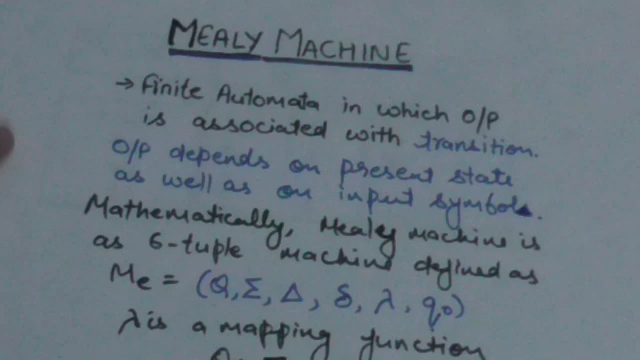 MEALY MACHINE
→ Finite Automata in which O/P
is associated with transition.
O/P depends on present state
as well as on input symbol.
Mathematically, Mealy machine is
as 6-tuple machine defined as
Me = (Q, Σ, Δ, δ, λ, q0)
λ is a mapping function